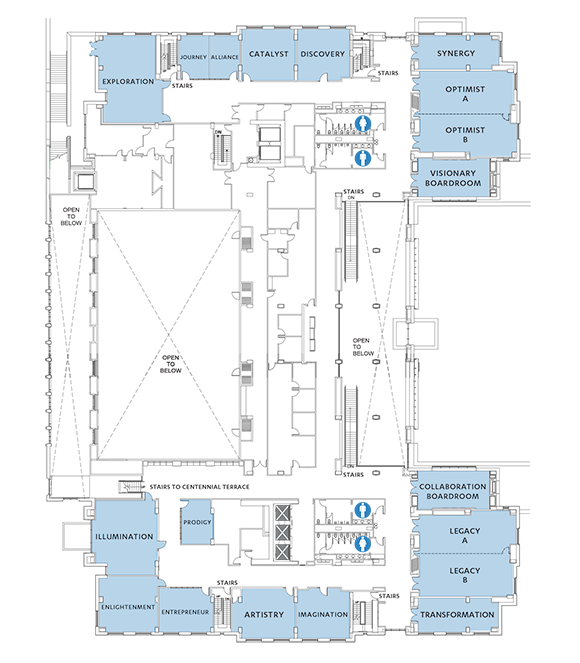 SYNERGY
JOURNEY
ALLIANCE
CATALYST
DISCOVERY
STAIRS
EXPLORATION
STAIRS
OPTIMIST
A
OPTIMIST
B
DN
VISIONARY
BOARDROOM
STAIRS
DN
OPEN
TO
BELOW
OPEN
TO
BELOW
OPEN
TO
BELOW
DN
STAIRS
STAIRS TO CENTENNIAL TERRACE
COLLABORATION
BOARDROOM
PRODIGY
ILLUMINATION
LEGACY
A
LEGACY
B
STAIRS
STAIRS
ENLIGHTENMENT
ENTREPRENEUR
ARTISTRY
IMAGINATION
TRANSFORMATION